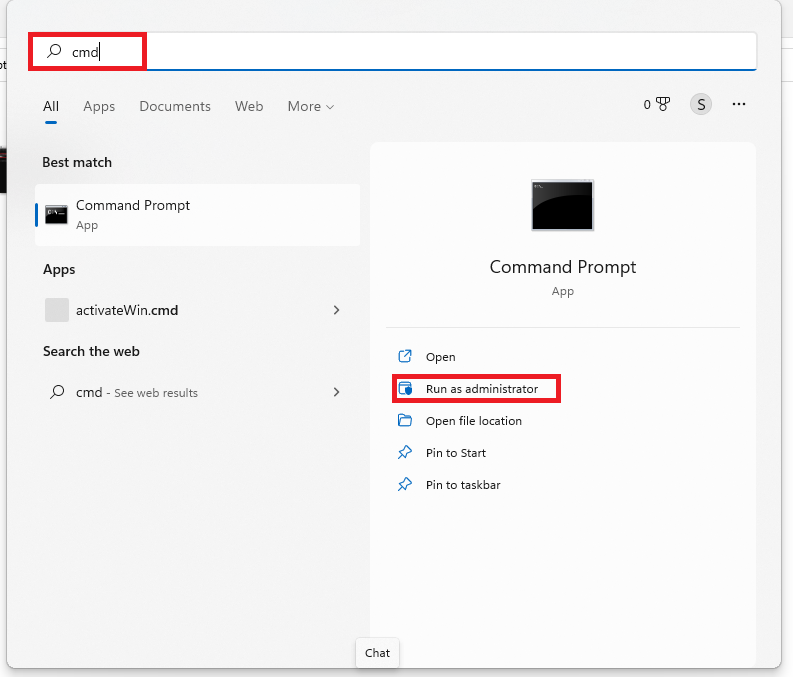 cmd
All Apps Documents Web More
0 S ...
Best match
Command Prompt
App
Apps
activateWin.cmd
Search the web
cmd - See web results
Command Prompt
App
Open
Run as administrator
Open file location
Pin to Start
Pin to taskbar
Chat